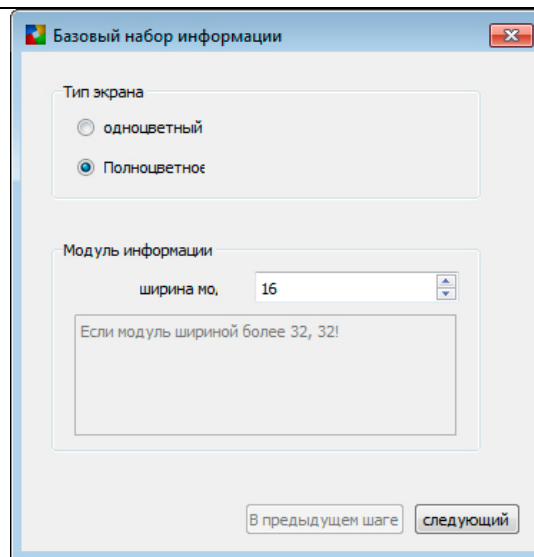 Базовый набор информации
Тип экрана
одноцветный
Полноцветное
Модуль информации
ширина мо,
16
Если модуль шириной более 32, 32!
В предыдущем шаге
следующий